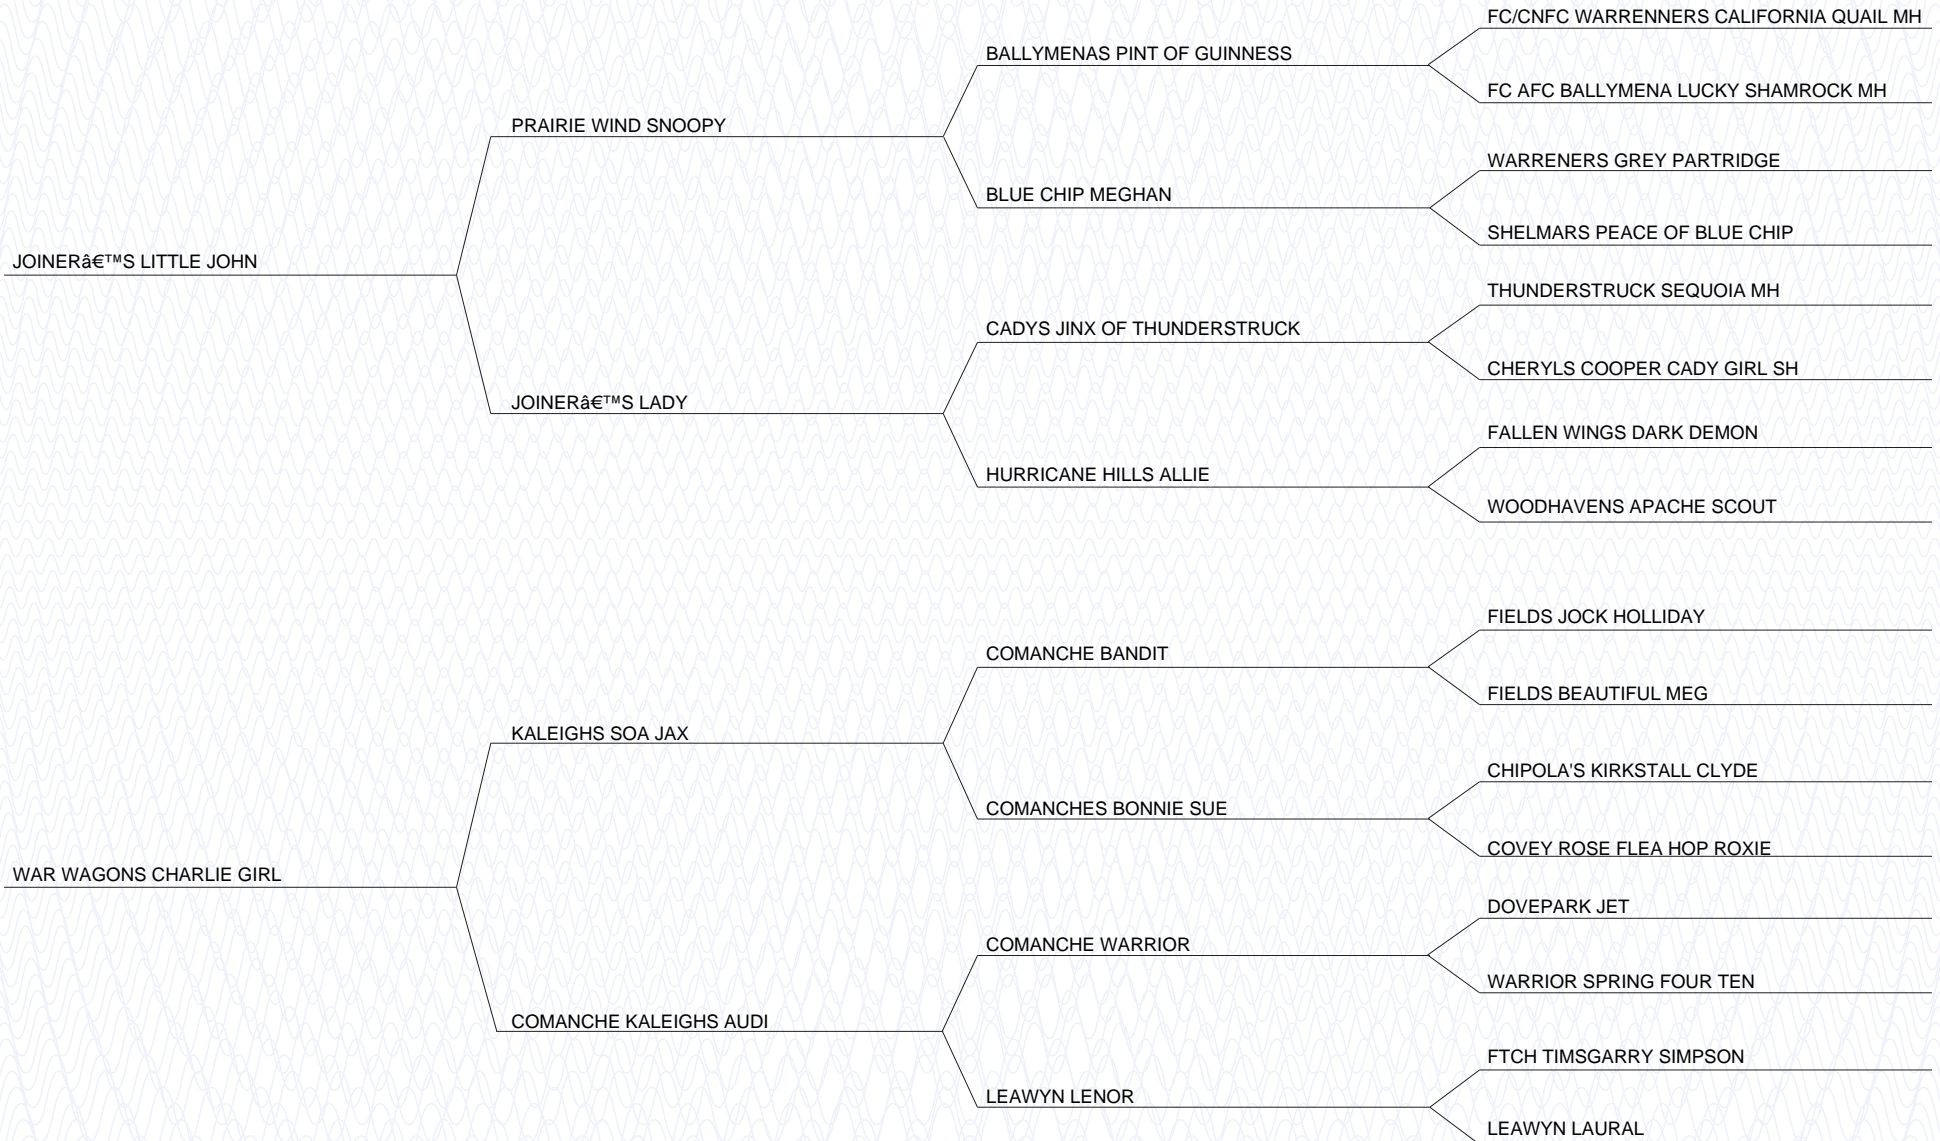 FC/CNFC WARRENNERS CALIFORNIA QUAIL MH
BALLYMENAS PINT OF GUINNESS
FC AFC BALLYMENA LUCKY SHAMROCK MH
PRAIRIE WIND SNOOPY
WARRENERS GREY PARTRIDGE
BLUE CHIP MEGHAN
SHELMARS PEACE OF BLUE CHIP
JOINER’S LITTLE JOHN
THUNDERSTRUCK SEQUOIA MH
CADYS JINX OF THUNDERSTRUCK
CHERYLS COOPER CADY GIRL SH
JOINER’S LADY
FALLEN WINGS DARK DEMON
HURRICANE HILLS ALLIE
WOODHAVENS APACHE SCOUT
FIELDS JOCK HOLLIDAY
COMANCHE BANDIT
FIELDS BEAUTIFUL MEG
KALEIGHS SOA JAX
CHIPOLA'S KIRKSTALL CLYDE
COMANCHES BONNIE SUE
COVEY ROSE FLEA HOP ROXIE
WAR WAGONS CHARLIE GIRL
DOVEPARK JET
COMANCHE WARRIOR
WARRIOR SPRING FOUR TEN
COMANCHE KALEIGHS AUDI
FTCH TIMSGARRY SIMPSON
LEAWYN LENOR
LEAWYN LAURAL